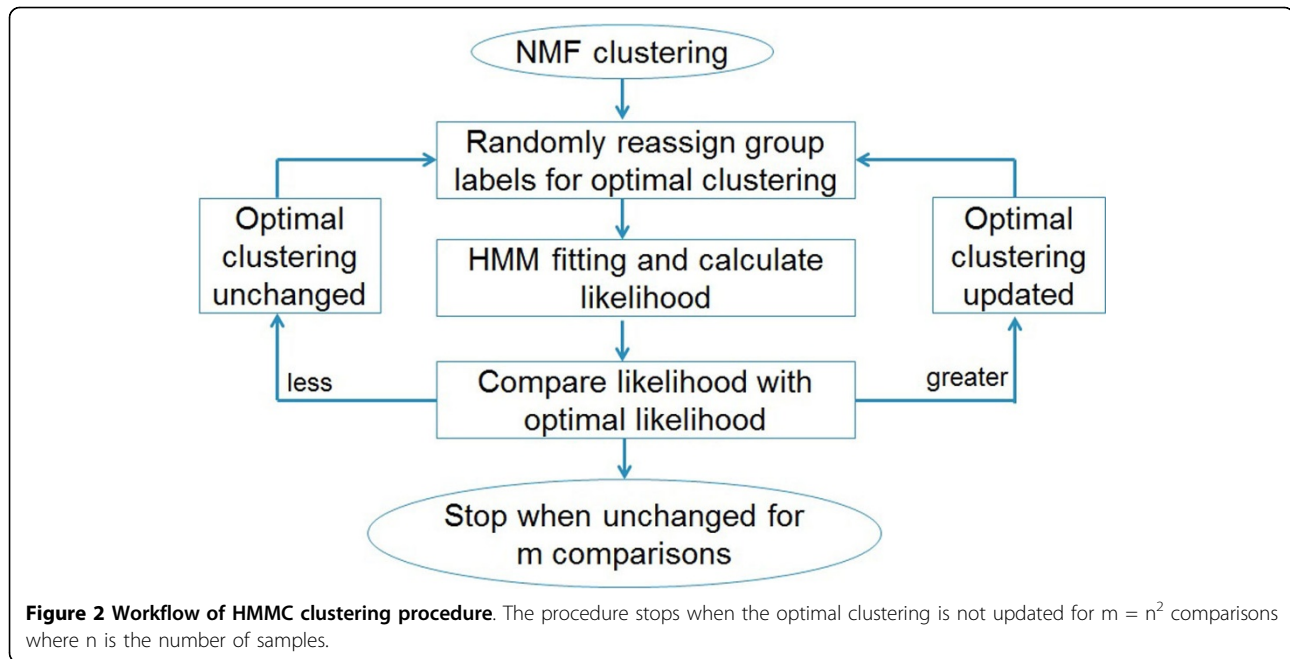 NMF clustering
Randomly reassign group
labels for optimal clustering
Optimal
clustering
unchanged
HMM fitting and calculate
likelihood
Optimal
clustering
updated
less
Compare likelihood with
optimal likelihood
greater
Stop when unchanged for
m comparisons
Figure 2 Workflow of HMMC clustering procedure. The procedure stops when the optimal clustering is not updated for m = n² comparisons
where n is the number of samples.